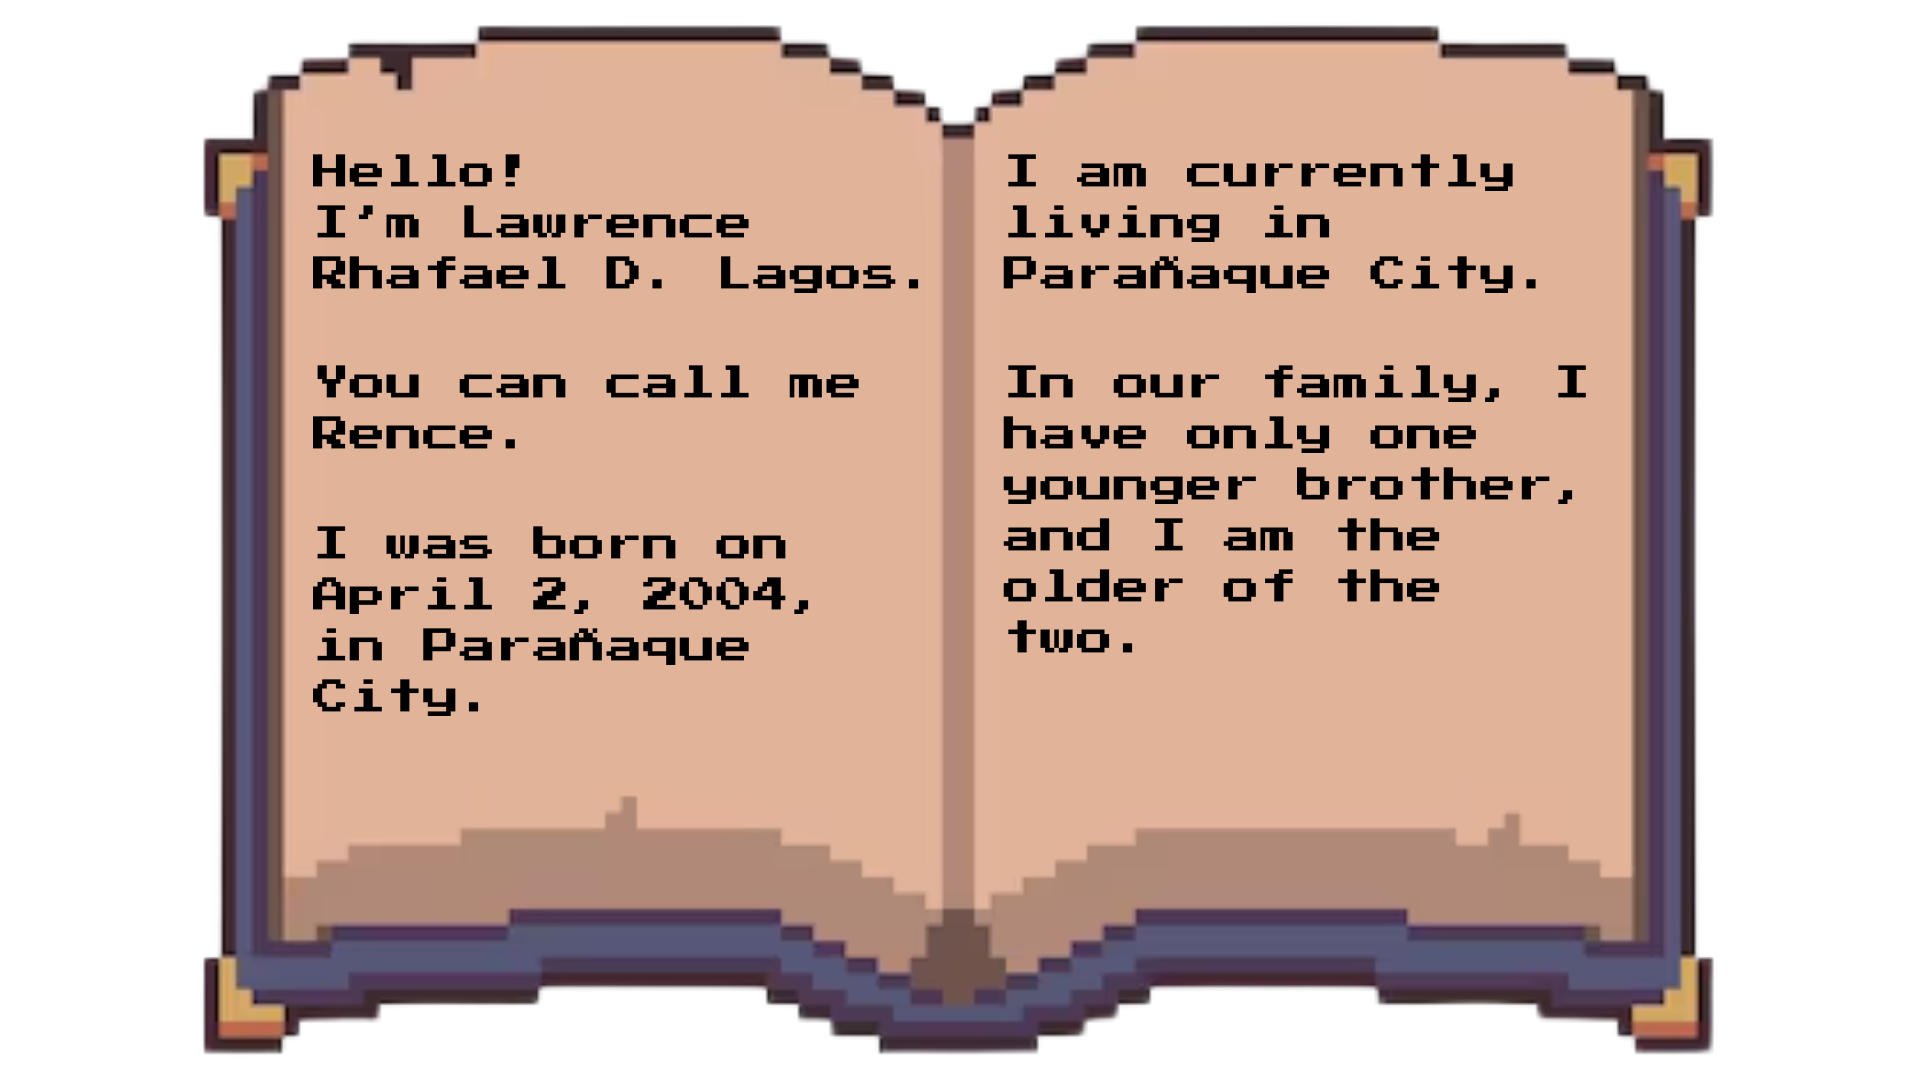 Hello!
I'm Lawrence
Rhafael D. Lagos.
You can call me
Rence.
I was born on
April 2, 2004,
in Parañaque
City.
I am currently
living in
Parañaque City.
In our family, I
have only one
younger brother,
and I am the
older of the
two.